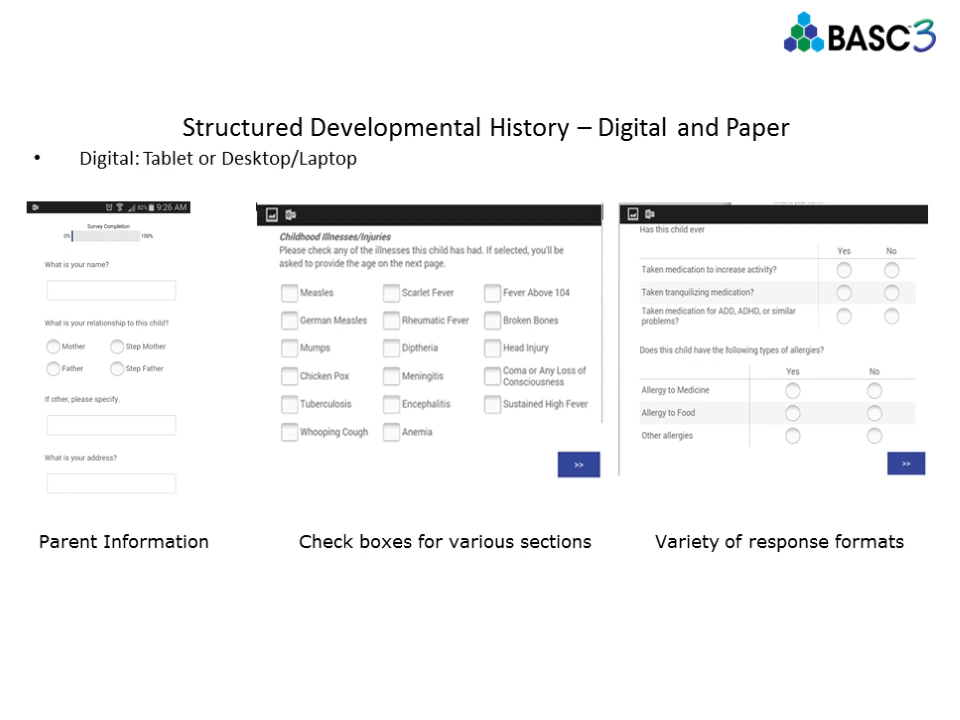 BASC™3
Structured Developmental History – Digital and Paper
• Digital: Tablet or Desktop/Laptop
82% 9:26 AM
Survey Completion
0% 100%
What is your name?
What is your relationship to this child?
Mother Step Mother
Father Step Father
If other, please specify.
What is your address?
Childhood Illnesses/Injuries
Please check any of the illnesses this child has had. If selected, you'll be
asked to provide the age on the next page.
Measles Scarlet Fever Fever Above 104
German Measles Rheumatic Fever Broken Bones
Mumps Diptheria Head Injury
Chicken Pox Meningitis Coma or Any Loss of
Consciousness
Tuberculosis Encephalitis Sustained High Fever
Whooping Cough Anemia
>>
Has this child ever
Yes No
Taken medication to increase activity?
Taken tranquilizing medication?
Taken medication for ADD, ADHD, or similar
problems?
Does this child have the following types of allergies?
Yes No
Allergy to Medicine
Allergy to Food
Other allergies
>>
Parent Information
Check boxes for various sections
Variety of response formats